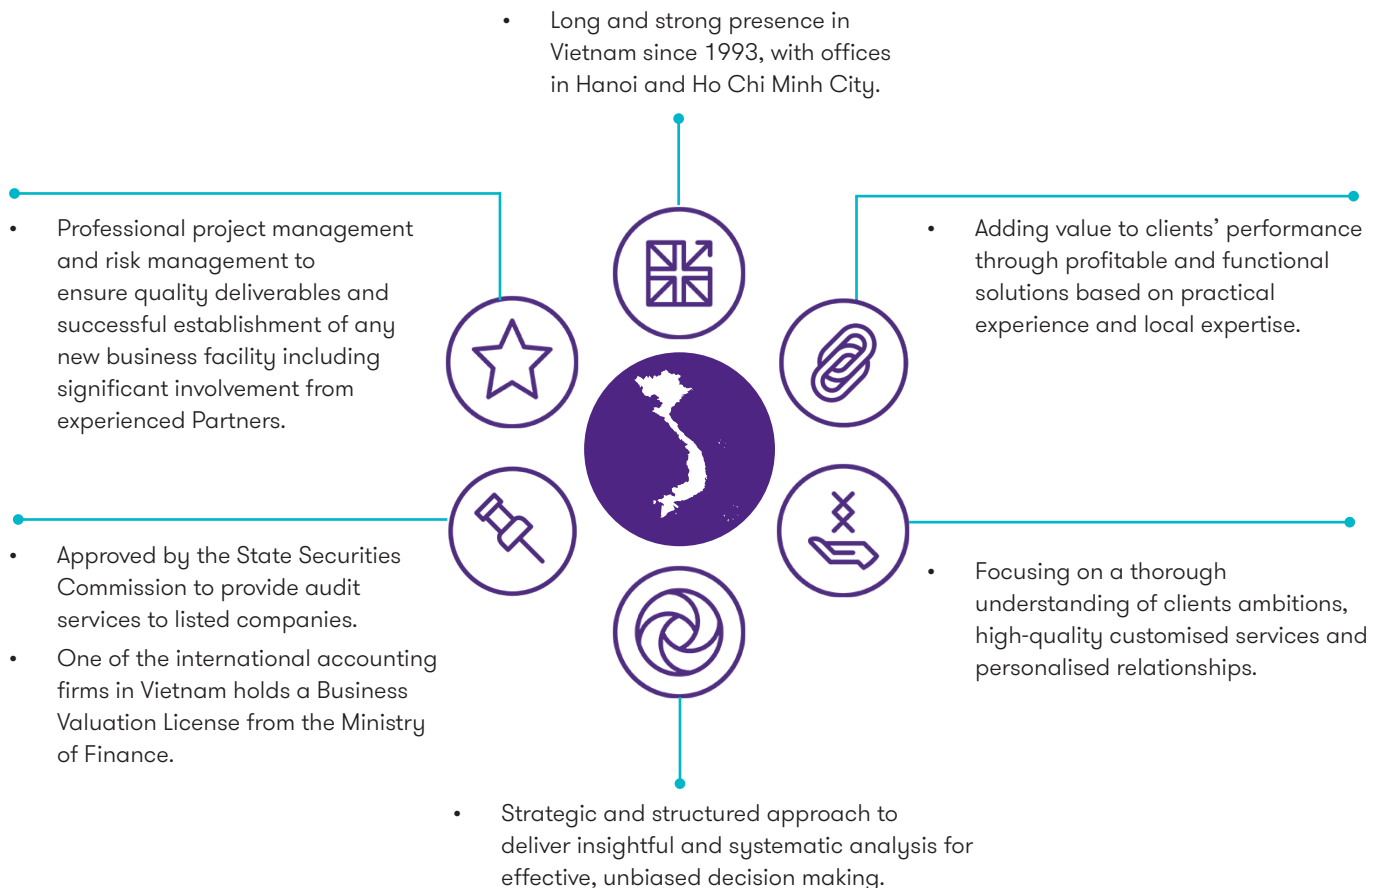 • Long and strong presence in
Vietnam since 1993, with offices
in Hanoi and Ho Chi Minh City.
• Professional project management
and risk management to
ensure quality deliverables and
successful establishment of any
new business facility including
significant involvement from
experienced Partners.
• Adding value to clients’ performance
through profitable and functional
solutions based on practical
experience and local expertise.
• Approved by the State Securities
Commission to provide audit
services to listed companies.
• One of the international accounting
firms in Vietnam holds a Business
Valuation License from the Ministry
of Finance.
• Focusing on a thorough
understanding of clients ambitions,
high-quality customised services and
personalised relationships.
• Strategic and structured approach to
deliver insightful and systematic analysis for
effective, unbiased decision making.